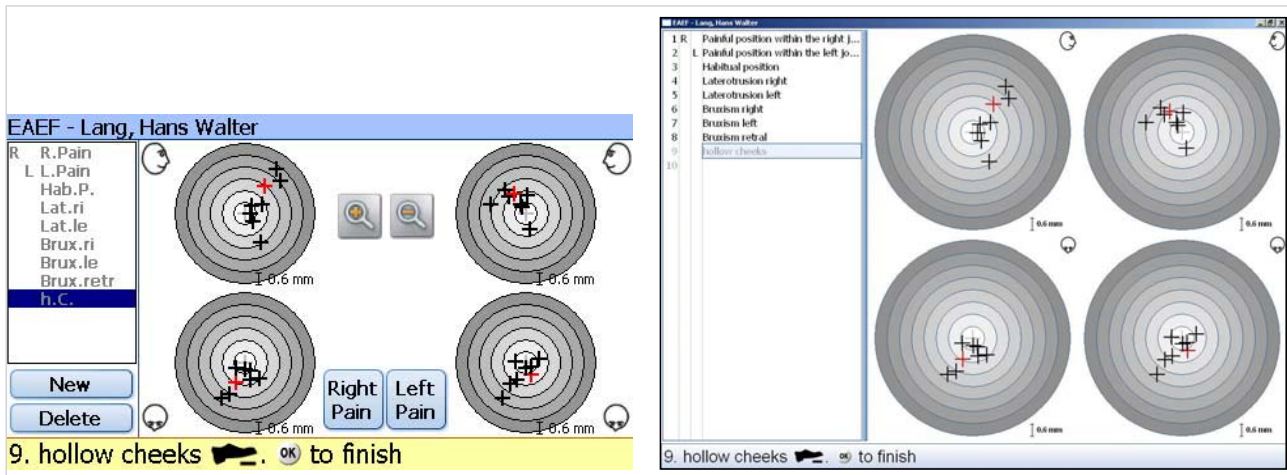 EAEF - Lang, Hans Walter
R R.Pain
L L.Pain
Hab.P.
Lat.ri
Lat.le
Brux.ri
Brux.le
Brux.retr
h.C.
New
Delete
0.6 mm
0.6 mm
Right Pain
Left Pain
0.6 mm
0.6 mm
9. hollow cheeks . OK to finish
EAEF - Lang, Hans Walter
1 R Painful position within the right j...
2 L Painful position within the left jo...
3 Habitual position
4 Laterotrusion right
5 Laterotrusion left
6 Bruxism right
7 Bruxism left
8 Bruxism retral
9 hollow cheeks
10
0.6 mm
0.6 mm
0.6 mm
0.6 mm
9. hollow cheeks . OK to finish